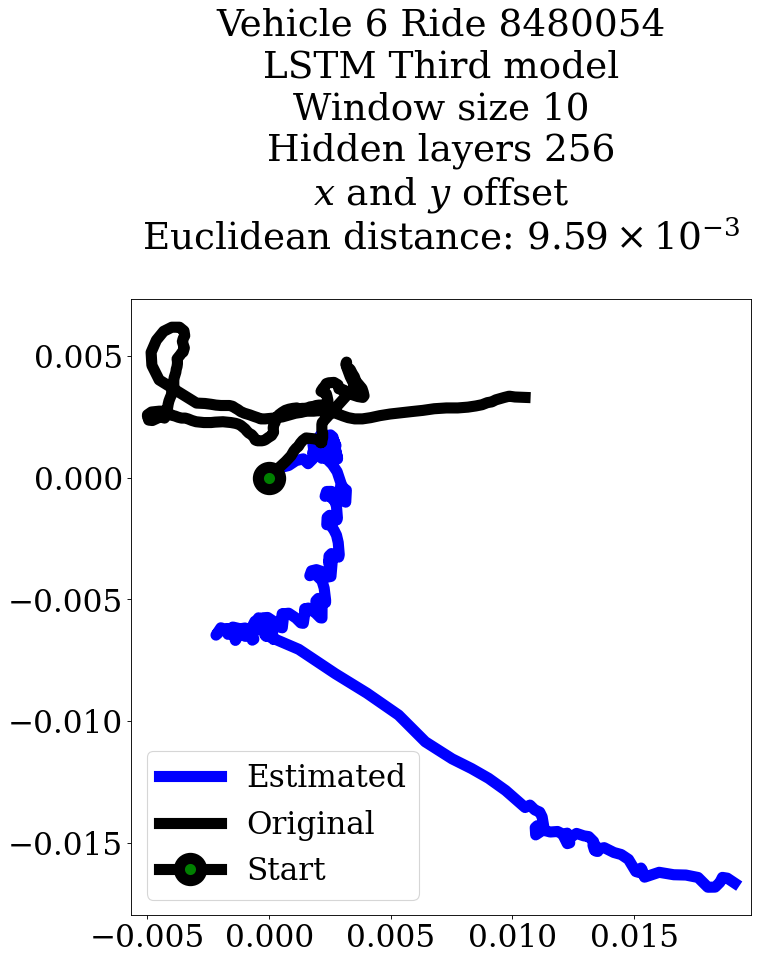 Vehicle 6 Ride 8480054
LSTM Third model
Window size 10
Hidden layers 256
x and y offset
Euclidean distance: 9.59 × 10⁻³
0.005
0.000
−0.005
−0.010
−0.015
Estimated
Original
Start
−0.005 0.000 0.005 0.010 0.015